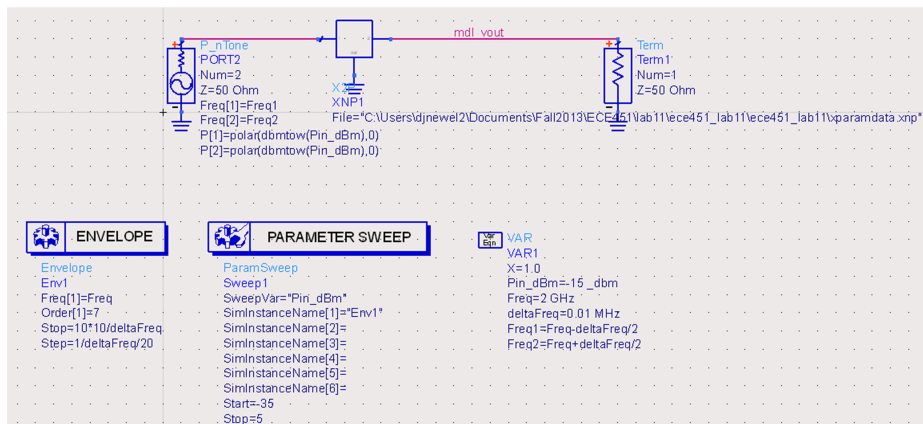 mdl_vout
P_nTone
PORT2
Num=2
Z=50 Ohm
Freq[1]=Freq1
Freq[2]=Freq2
P[1]=polar(dbmtow(Pin_dBm),0)
P[2]=polar(dbmtow(Pin_dBm),0)
XNP1
File="C:\Users\djnewel2\Documents\Fall2013\ECE451\lab11\ece451_lab11\ece451_lab11\xparamdata.xnp"
Term
Term1
Num=1
Z=50 Ohm
ENVELOPE
Envelope
Env1
Freq[1]=Freq
Order[1]=7
Stop=10*10/deltaFreq
Step=1/deltaFreq/20
PARAMETER SWEEP
ParamSweep
Sweep1
SweepVar="Pin_dBm"
SimInstanceName[1]="Env1"
SimInstanceName[2]=
SimInstanceName[3]=
SimInstanceName[4]=
SimInstanceName[5]=
SimInstanceName[6]=
Start=-35
Stop=5
Var
Eqn
VAR
VAR1
X=1.0
Pin_dBm=-15 _dbm
Freq=2 GHz
deltaFreq=0.01 MHz
Freq1=Freq-deltaFreq/2
Freq2=Freq+deltaFreq/2